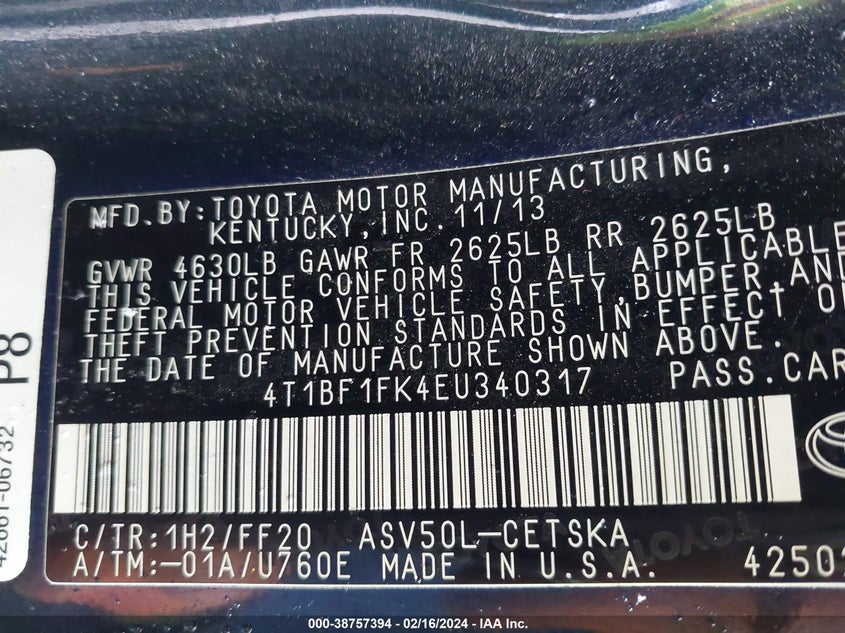 MFD.BY:TOYOTA MOTOR MANUFACTURING,
KENTUCKY,INC.11/13
GVWR 4630LB GAWR FR 2625LB RR 2625LB
THIS VEHICLE CONFORMS TO ALL APPLICABLE
FEDERAL MOTOR VEHICLE SAFETY,BUMPER,AND
THEFT PREVENTION STANDARDS IN EFFECT O
THE DATE OF MANUFACTURE SHOWN ABOVE.
4T1BF1FK4EU340317 PASS.CAR
C/TR:1H2/FF20 ASV50L-CETSKA
A/TM:-01A/U760E MADE IN U.S.A. 4250
P8
42661-06732
000-38757394 - 02/16/2024 - IAA Inc.